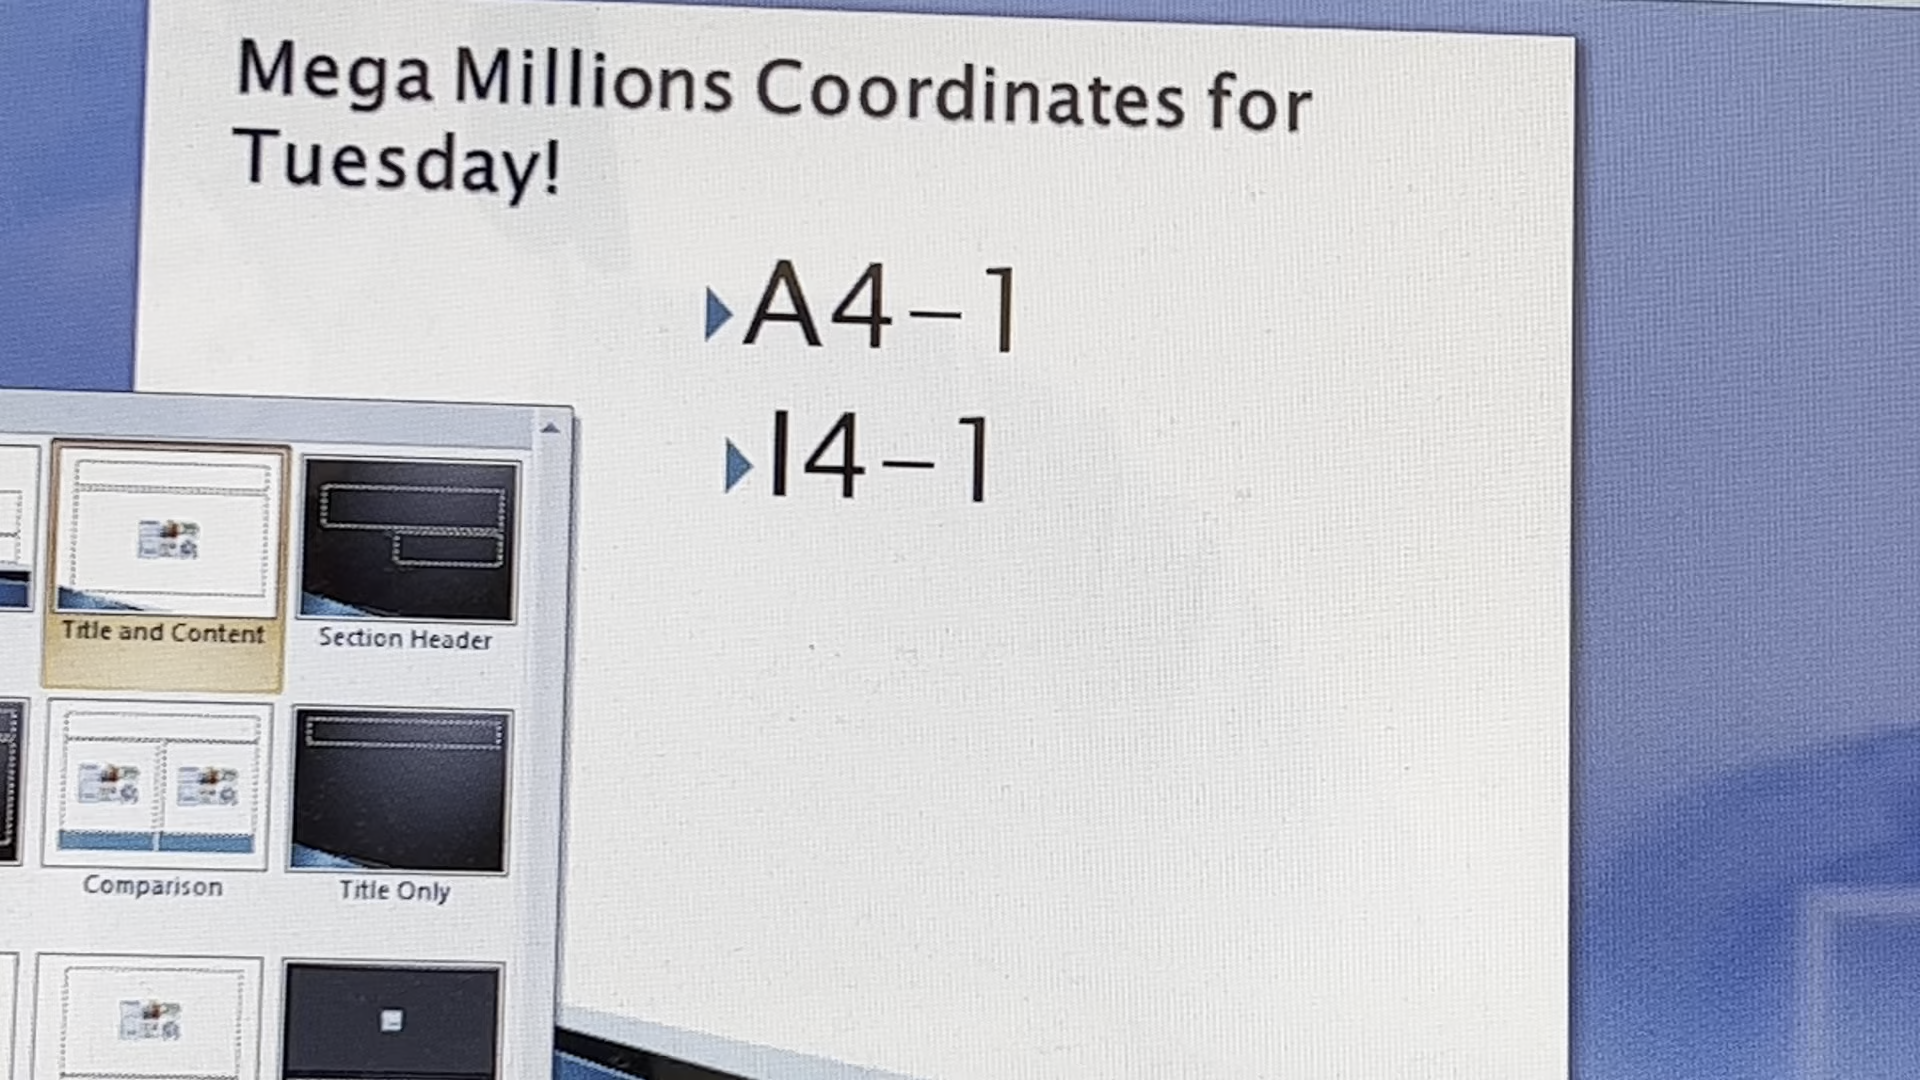 Mega Millions Coordinates for
Tuesday!
A4-1
I4-1
Title and Content
Section Header
Comparison
Title Only